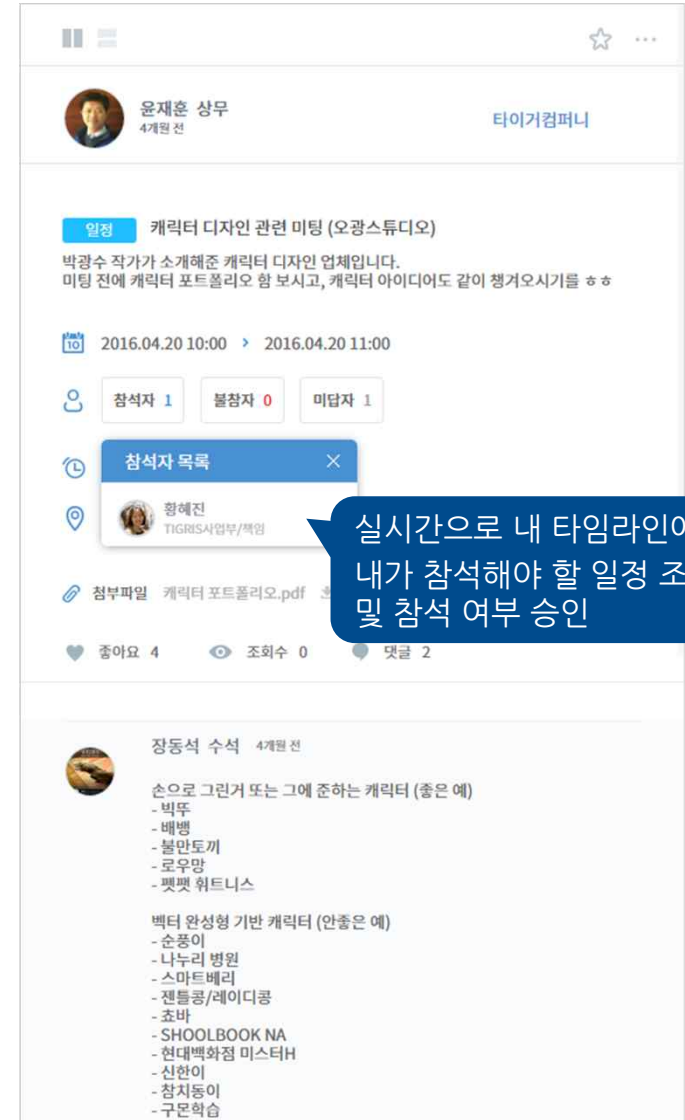 윤재훈 상무
4개월 전
타이거컴퍼니
일정 캐릭터 디자인 관련 미팅 (오광스튜디오)
박광수 작가가 소개해준 캐릭터 디자인 업체입니다.
미팅 전에 캐릭터 포트폴리오 함 보시고, 캐릭터 아이디어도 같이 챙겨오시기를 ㅎㅎ
10 2016.04.20 10:00 > 2016.04.20 11:00
참석자 1 불참자 0 미답자 1
참석자 목록
황혜진
TIGRIS사업부/책임
실시간으로 내 타임라인에
내가 참석해야 할 일정 조
및 참석 여부 승인
첨부파일 캐릭터 포트폴리오.pdf
좋아요 4 조회수 0 댓글 2
장동석 수석 4개월 전
손으로 그린거 또는 그에 준하는 캐릭터 (좋은 예)
- 빅뚜
- 배뱅
- 불만토끼
- 로우망
- 펫팻 휘트니스
벡터 완성형 기반 캐릭터 (안좋은 예)
- 순풍이
- 나누리 병원
- 스마트베리
- 젠틀콩/레이디콩
- 쵸바
- SHOOLBOOK NA
- 현대백화점 미스터H
- 신한이
- 참치동이
- 구몬학습